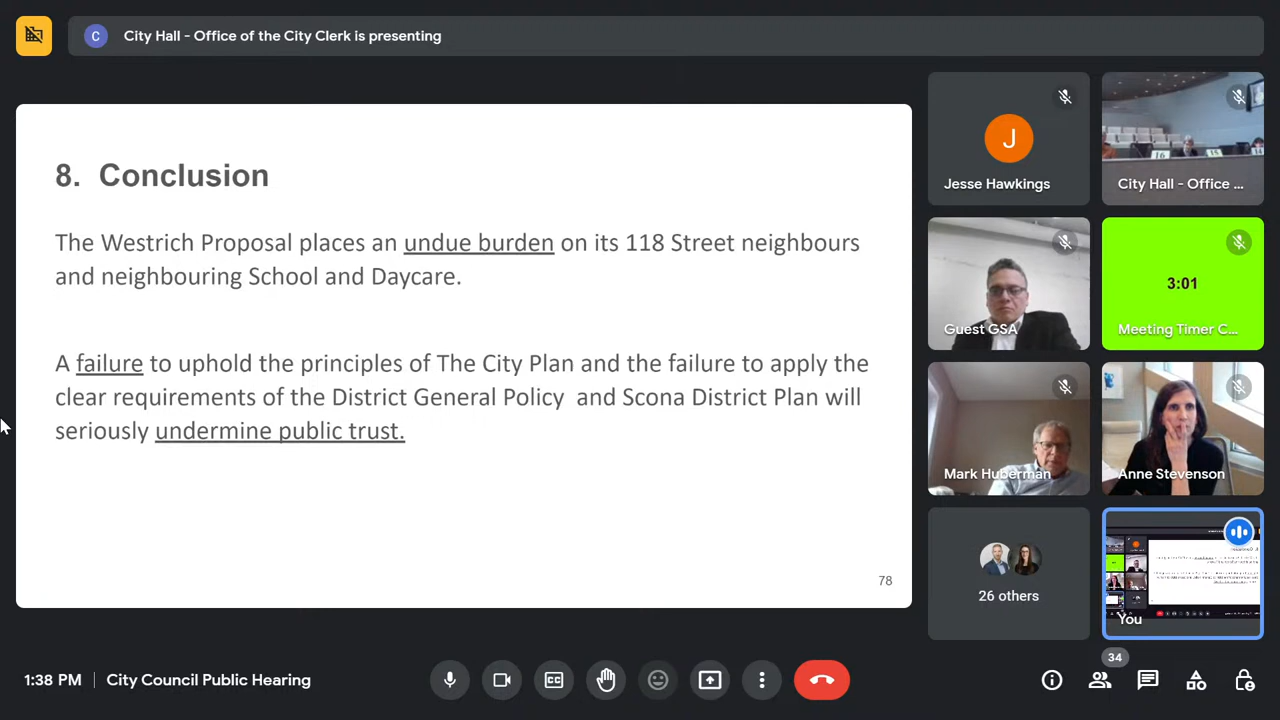 C
City Hall - Office of the City Clerk is presenting
8. Conclusion
The Westrich Proposal places an undue burden on its 118 Street neighbours
and neighbouring School and Daycare.
A failure to uphold the principles of The City Plan and the failure to apply the
clear requirements of the District General Policy and Scona District Plan will
seriously undermine public trust.
78
J
Jesse Hawkings
16
15
City Hall - Office ...
Guest GSA
3:01
Meeting Timer C...
Mark Huberman
Anne Stevenson
26 others
You
1:38 PM
City Council Public Hearing
CC
34